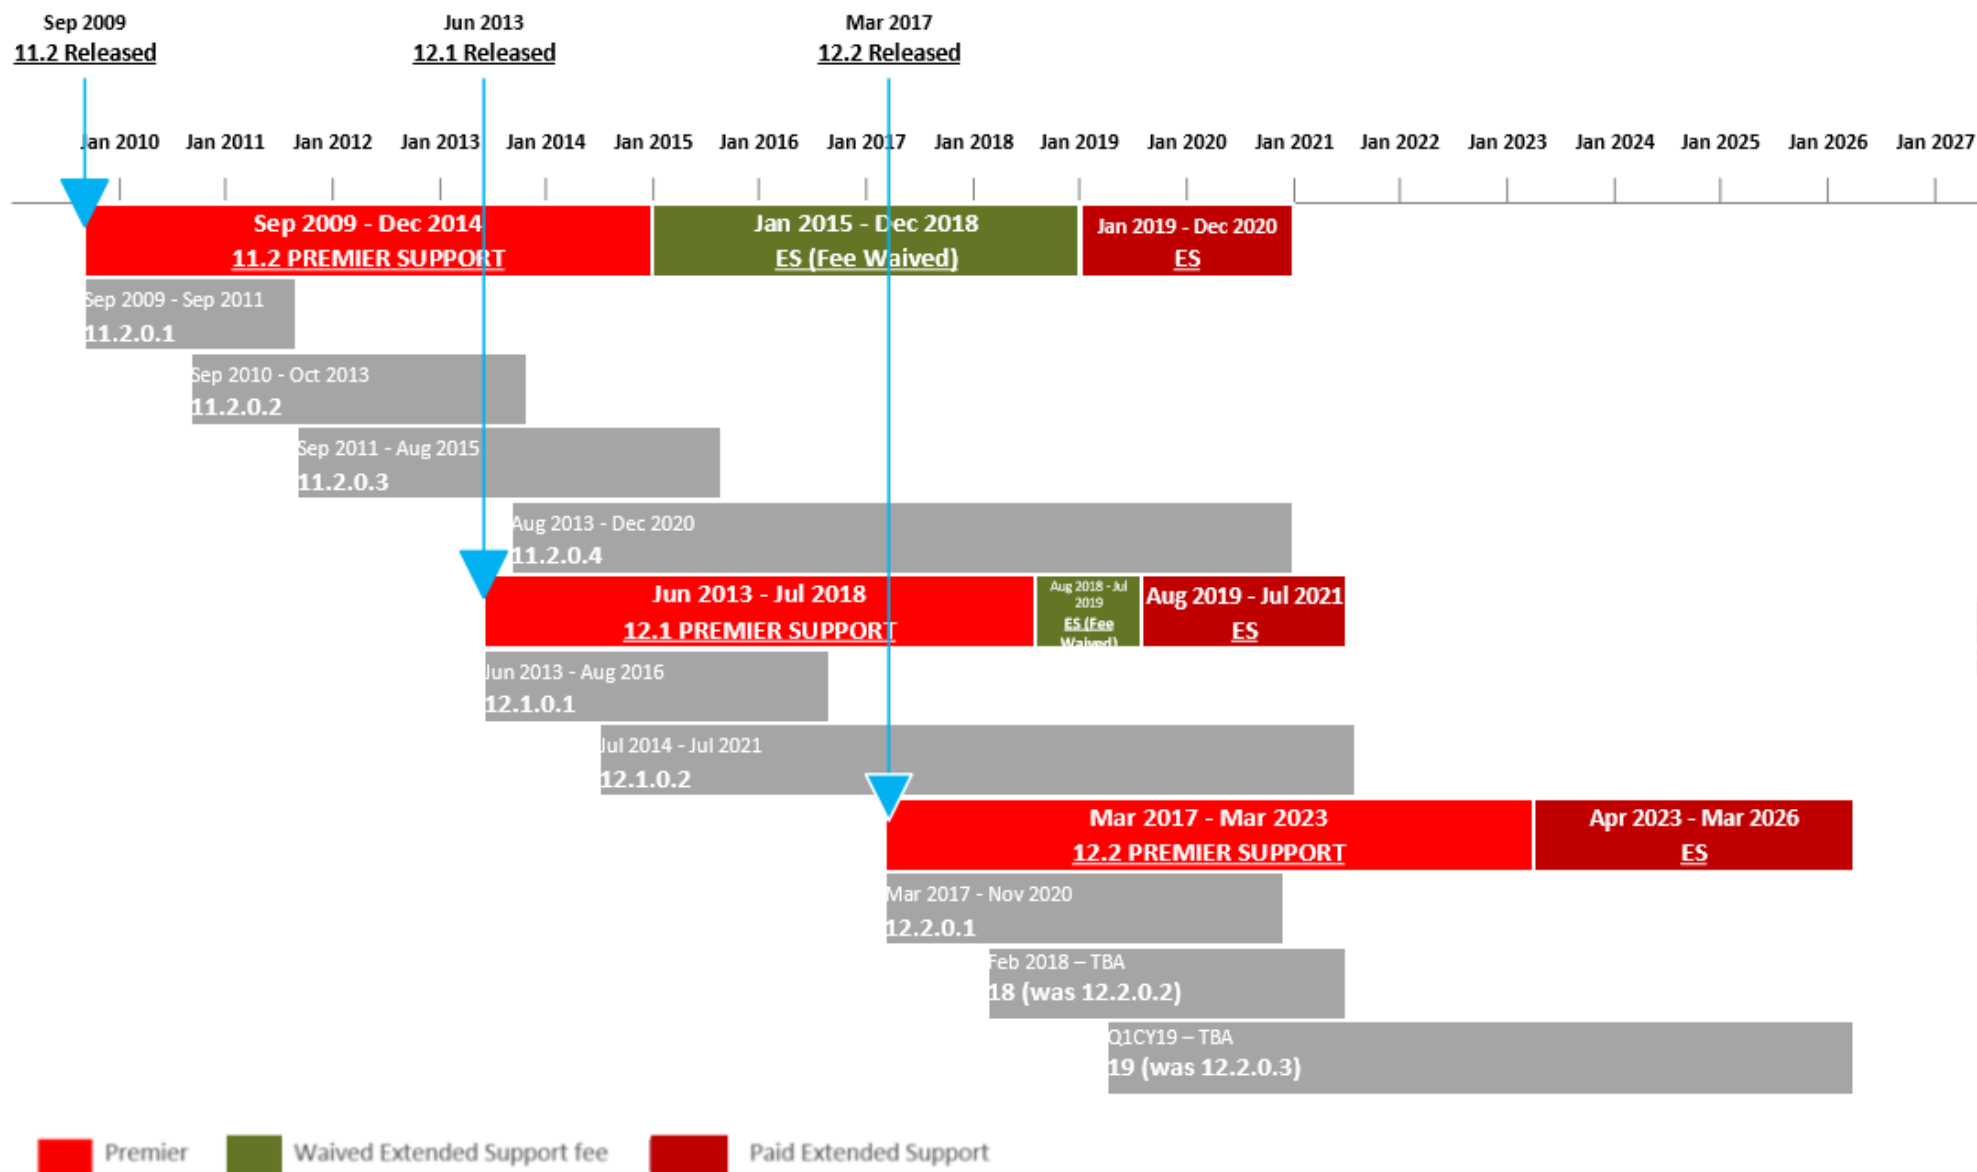 Sep 2009
11.2 Released
Jun 2013
12.1 Released
Mar 2017
12.2 Released
Jan 2010 Jan 2011 Jan 2012 Jan 2013 Jan 2014 Jan 2015 Jan 2016 Jan 2017 Jan 2018 Jan 2019 Jan 2020 Jan 2021 Jan 2022 Jan 2023 Jan 2024 Jan 2025 Jan 2026 Jan 2027
Sep 2009 - Dec 2014
11.2 PREMIER SUPPORT
Jan 2015 - Dec 2018
ES (Fee Waived)
Jan 2019 - Dec 2020
ES
Sep 2009 - Sep 2011
11.2.0.1
Sep 2010 - Oct 2013
11.2.0.2
Sep 2011 - Aug 2015
11.2.0.3
Aug 2013 - Dec 2020
11.2.0.4
Jun 2013 - Jul 2018
12.1 PREMIER SUPPORT
Aug 2018 - Jul
2019
ES (Fee
Waived)
Aug 2019 - Jul 2021
ES
Jun 2013 - Aug 2016
12.1.0.1
Jul 2014 - Jul 2021
12.1.0.2
Mar 2017 - Mar 2023
12.2 PREMIER SUPPORT
Apr 2023 - Mar 2026
ES
Mar 2017 - Nov 2020
12.2.0.1
Feb 2018 – TBA
18 (was 12.2.0.2)
Q1CY19 – TBA
19 (was 12.2.0.3)
Premier
Waived Extended Support fee
Paid Extended Support